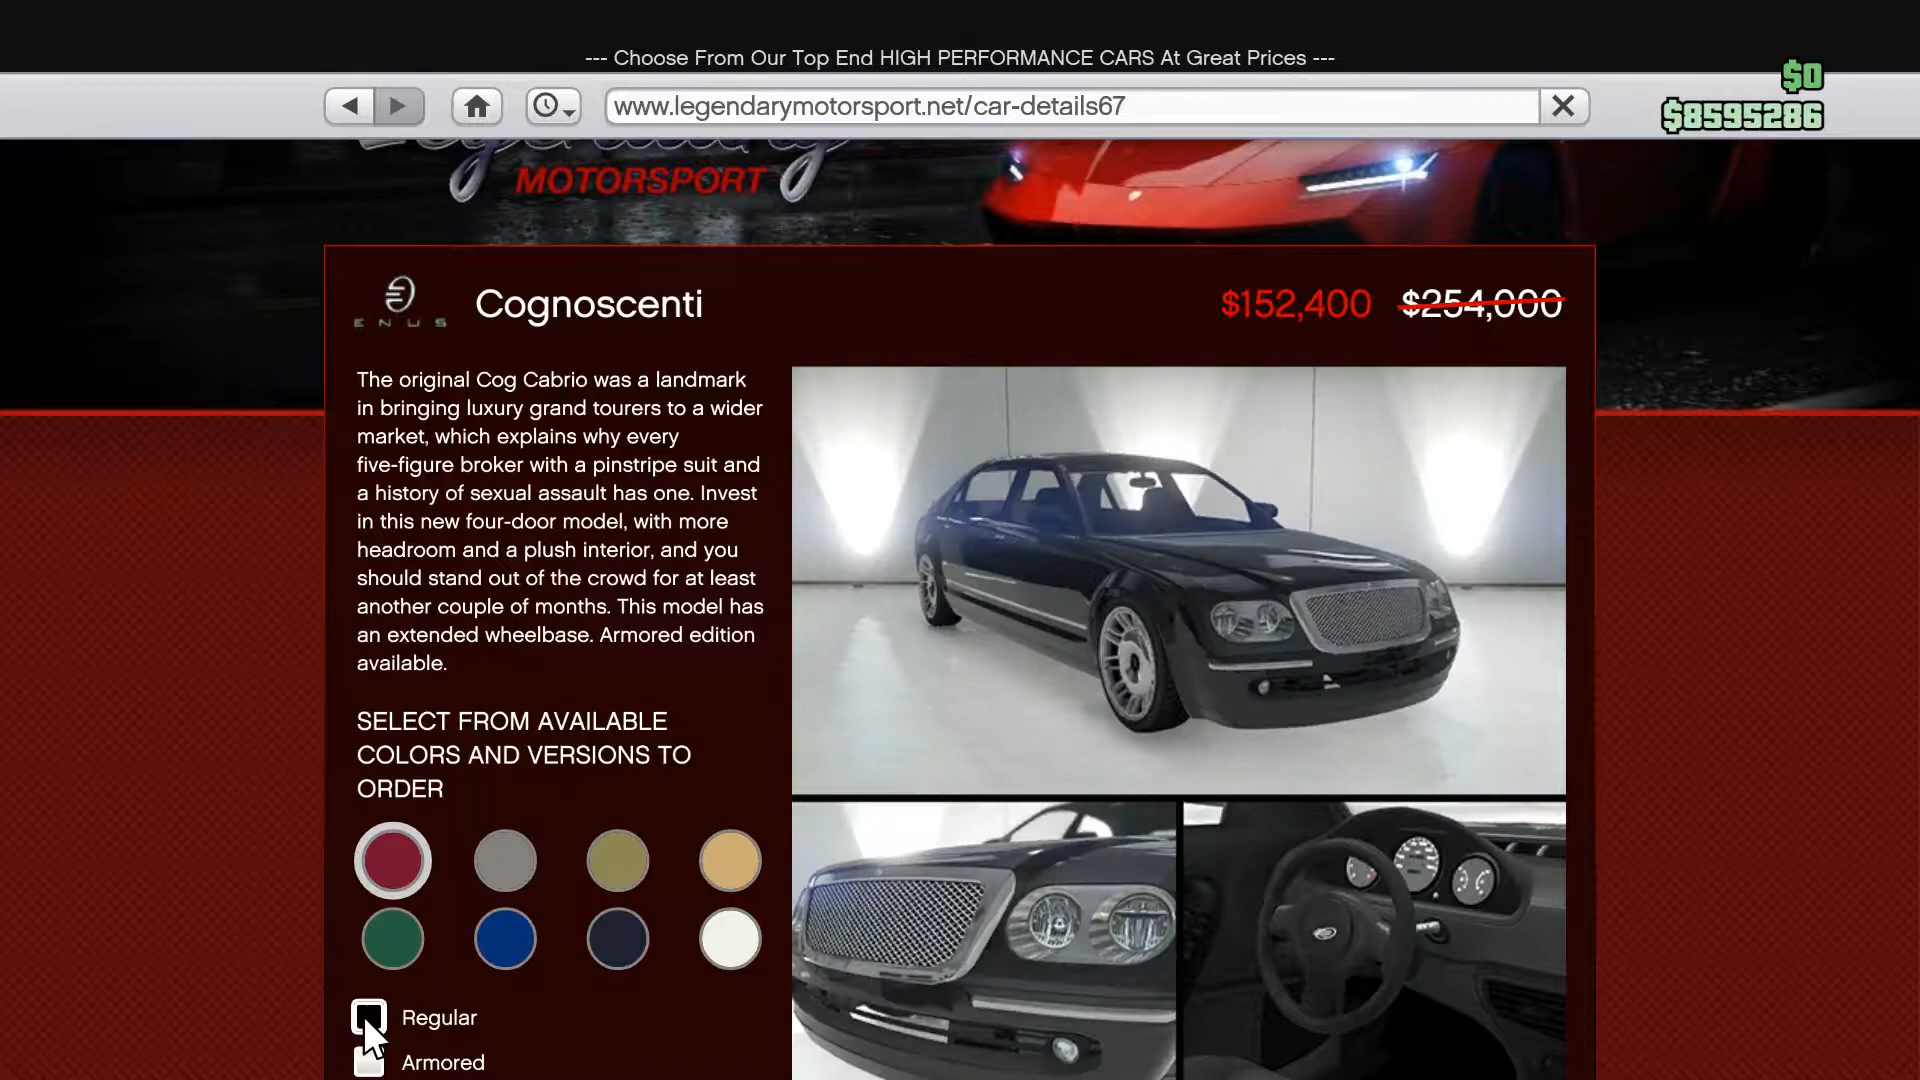 --- Choose From Our Top End HIGH PERFORMANCE CARS At Great Prices ---
$0
www.legendarymotorsport.net/car-details67
$8595286
Legendary
MOTORSPORT
ENUS
Cognoscenti
$152,400 $254,000
The original Cog Cabrio was a landmark
in bringing luxury grand tourers to a wider
market, which explains why every
five-figure broker with a pinstripe suit and
a history of sexual assault has one. Invest
in this new four-door model, with more
headroom and a plush interior, and you
should stand out of the crowd for at least
another couple of months. This model has
an extended wheelbase. Armored edition
available.
SELECT FROM AVAILABLE
COLORS AND VERSIONS TO
ORDER
Regular
Armored